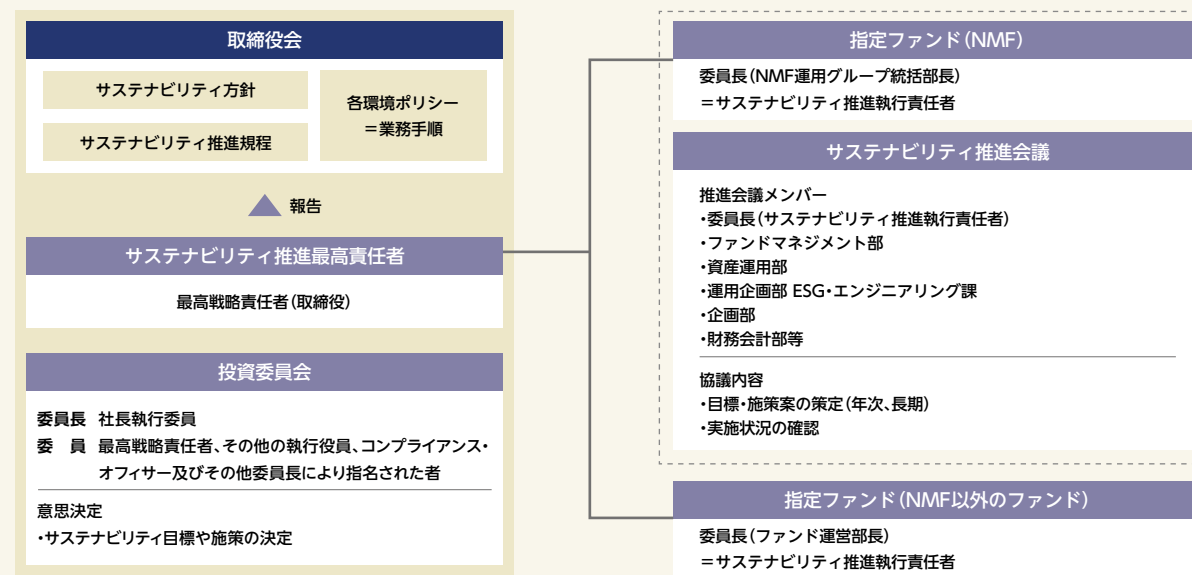 取締役会
サステナビリティ方針
サステナビリティ推進規程
各環境ポリシー
＝業務手順
報告
サステナビリティ推進最高責任者
最高戦略責任者（取締役）
投資委員会
委員長 社長執行委員
委　員 最高戦略責任者、その他の執行役員、コンプライアンス・
オフィサー及びその他委員長により指名された者
意思決定
・サステナビリティ目標や施策の決定
指定ファンド（NMF）
委員長（NMF運用グループ統括部長）
＝サステナビリティ推進執行責任者
サステナビリティ推進会議
推進会議メンバー
・委員長（サステナビリティ推進執行責任者）
・ファンドマネジメント部
・資産運用部
・運用企画部 ESG・エンジニアリング課
・企画部
・財務会計部等
協議内容
・目標・施策案の策定（年次、長期）
・実施状況の確認
指定ファンド（NMF以外のファンド）
委員長（ファンド運営部長）
＝サステナビリティ推進執行責任者